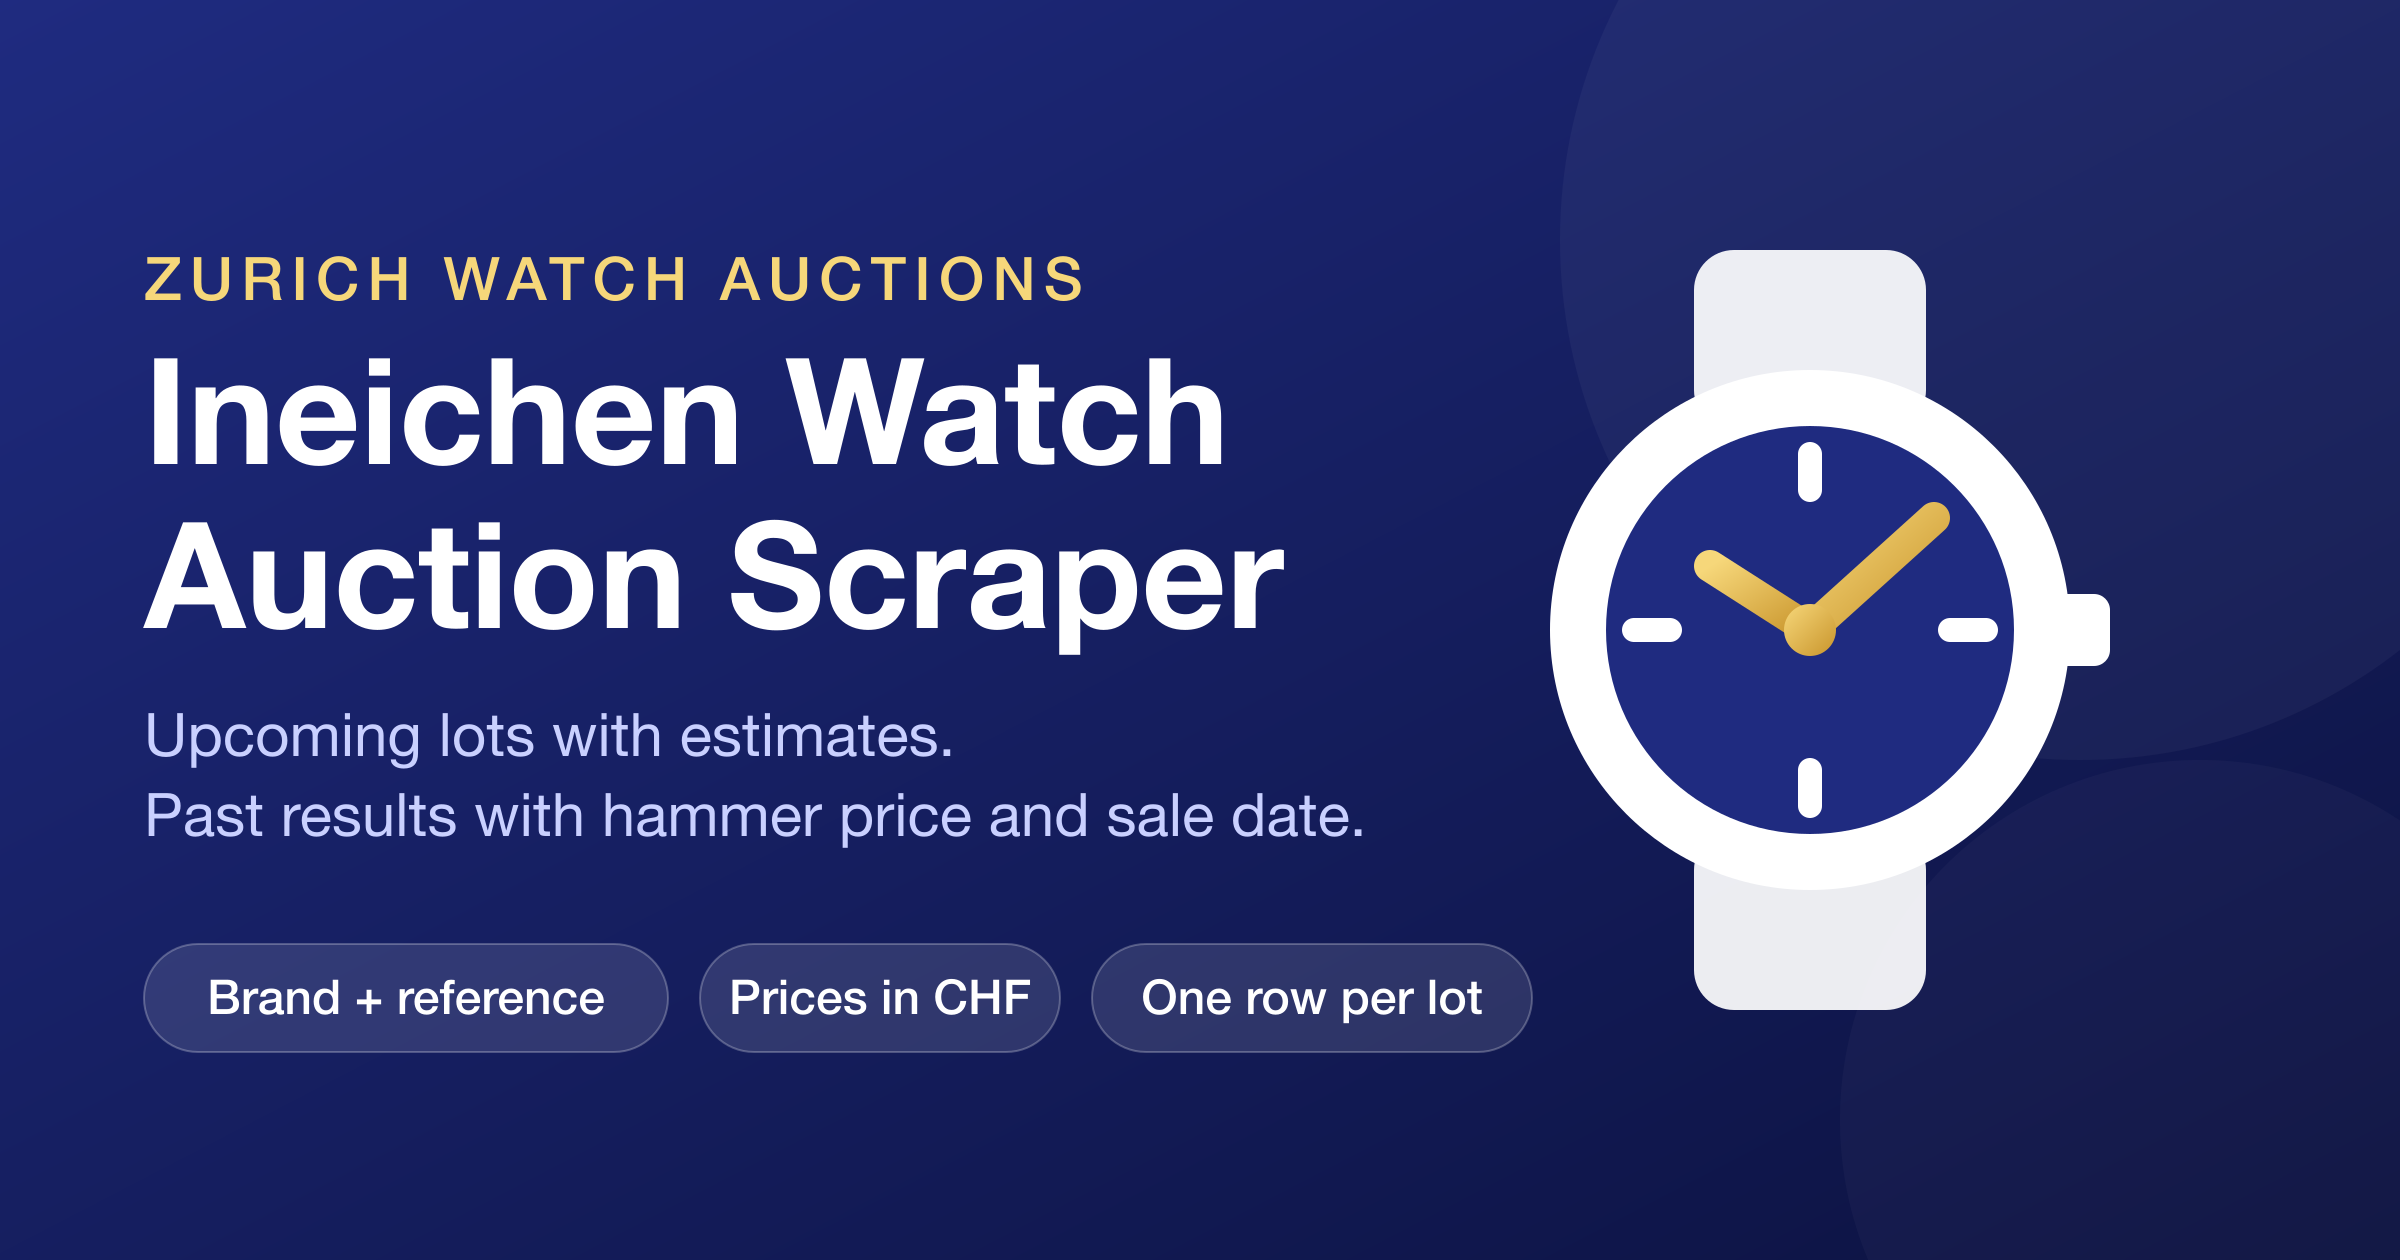 ZURICH WATCH AUCTIONS
Ineichen Watch
Auction Scraper
Upcoming lots with estimates.
Past results with hammer price and sale date.
Brand + reference
Prices in CHF
One row per lot